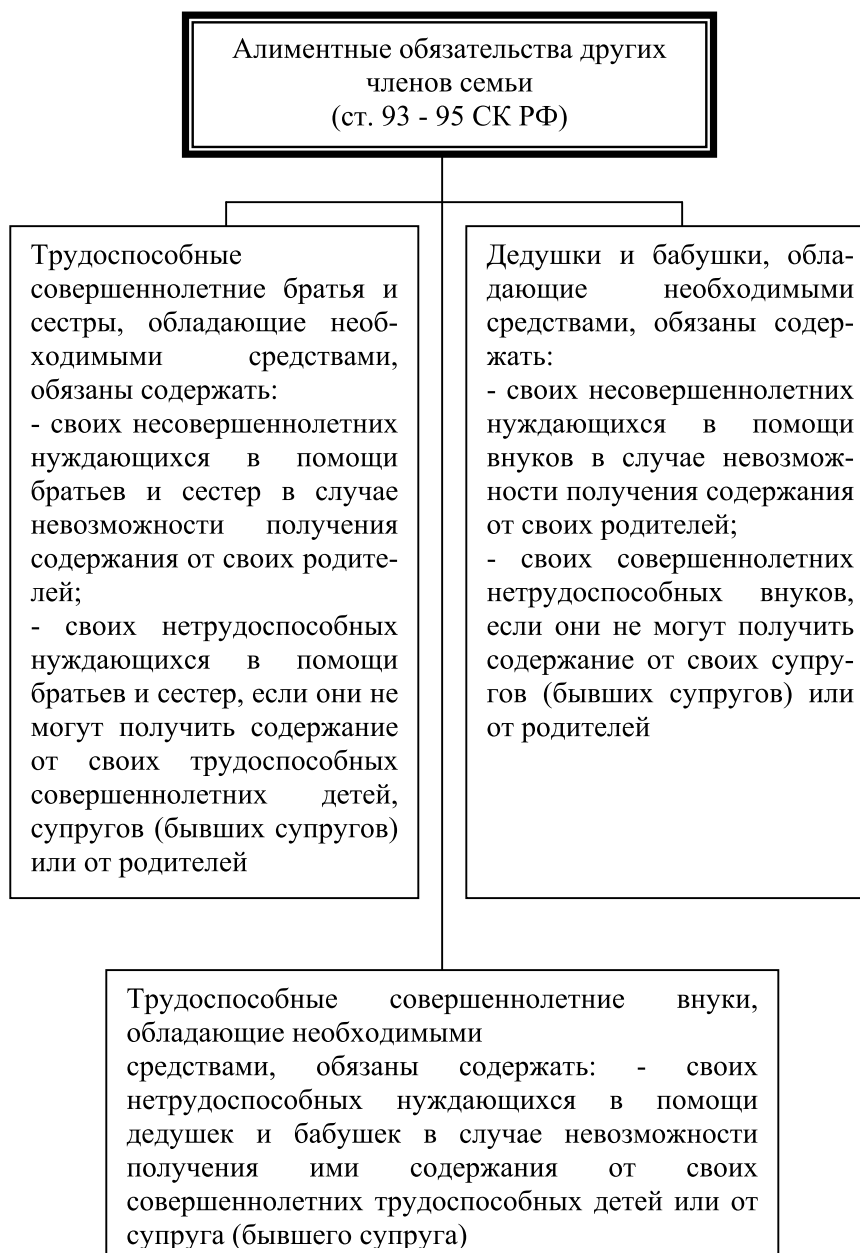 Алиментные обязательства других
членов семьи
(ст. 93 - 95 СК РФ)
Трудоспособные
совершеннолетние братья и
сестры, обладающие необ-
ходимыми средствами,
обязаны содержать:
- своих несовершеннолетних
нуждающихся в помощи
братьев и сестер в случае
невозможности получения
содержания от своих родите-
лей;
- своих нетрудоспособных
нуждающихся в помощи
братьев и сестер, если они не
могут получить содержание
от своих трудоспособных
совершеннолетних детей,
супругов (бывших супругов)
или от родителей
Дедушки и бабушки, обла-
дающие необходимыми
средствами, обязаны содер-
жать:
- своих несовершеннолетних
нуждающихся в помощи
внуков в случае невозмож-
ности получения содержания
от своих родителей;
- своих совершеннолетних
нетрудоспособных внуков,
если они не могут получить
содержание от своих супру-
гов (бывших супругов) или
от родителей
Трудоспособные совершеннолетние внуки,
обладающие необходимыми
средствами, обязаны содержать: - своих
нетрудоспособных нуждающихся в помощи
дедушек и бабушек в случае невозможности
получения ими содержания от своих
совершеннолетних трудоспособных детей или от
супруга (бывшего супруга)